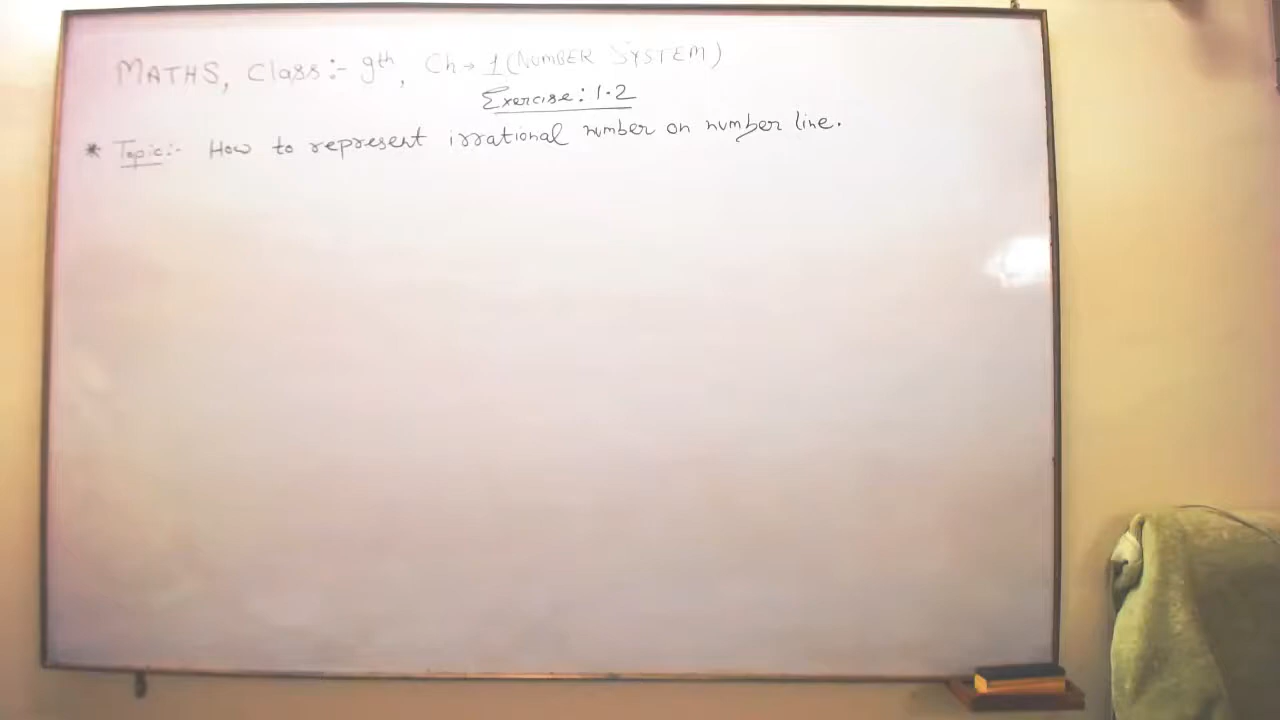 MATHS, Class:- 9th, Ch → 1 (NUMBER SYSTEM)
Exercise: 1.2
* Topic:- How to represent irrational number on number line.